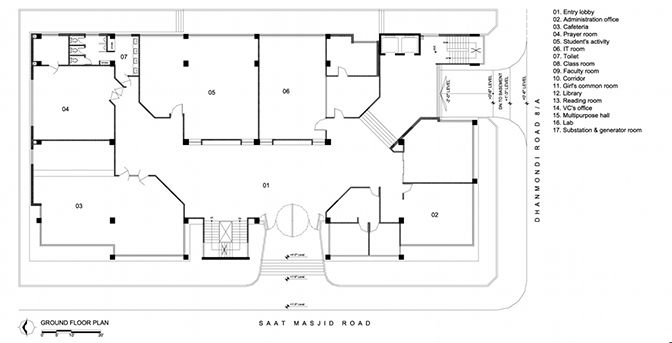 01. Entry lobby
02. Administration office
03. Cafeteria
04. Prayer room
05. Student's activity
06. IT room
07. Toilet
08. Class room
09. Faculty room
10. Corridor
11. Girl's common room
12. Library
13. Reading room
14. VC's office
15. Multipurpose hall
16. Lab
17. Substation & generator room
07
04
05
06
03
01
02
DN TO BASEMENT
DHANMONDI ROAD 8/A
GROUND FLOOR PLAN
SAAT MASJID ROAD